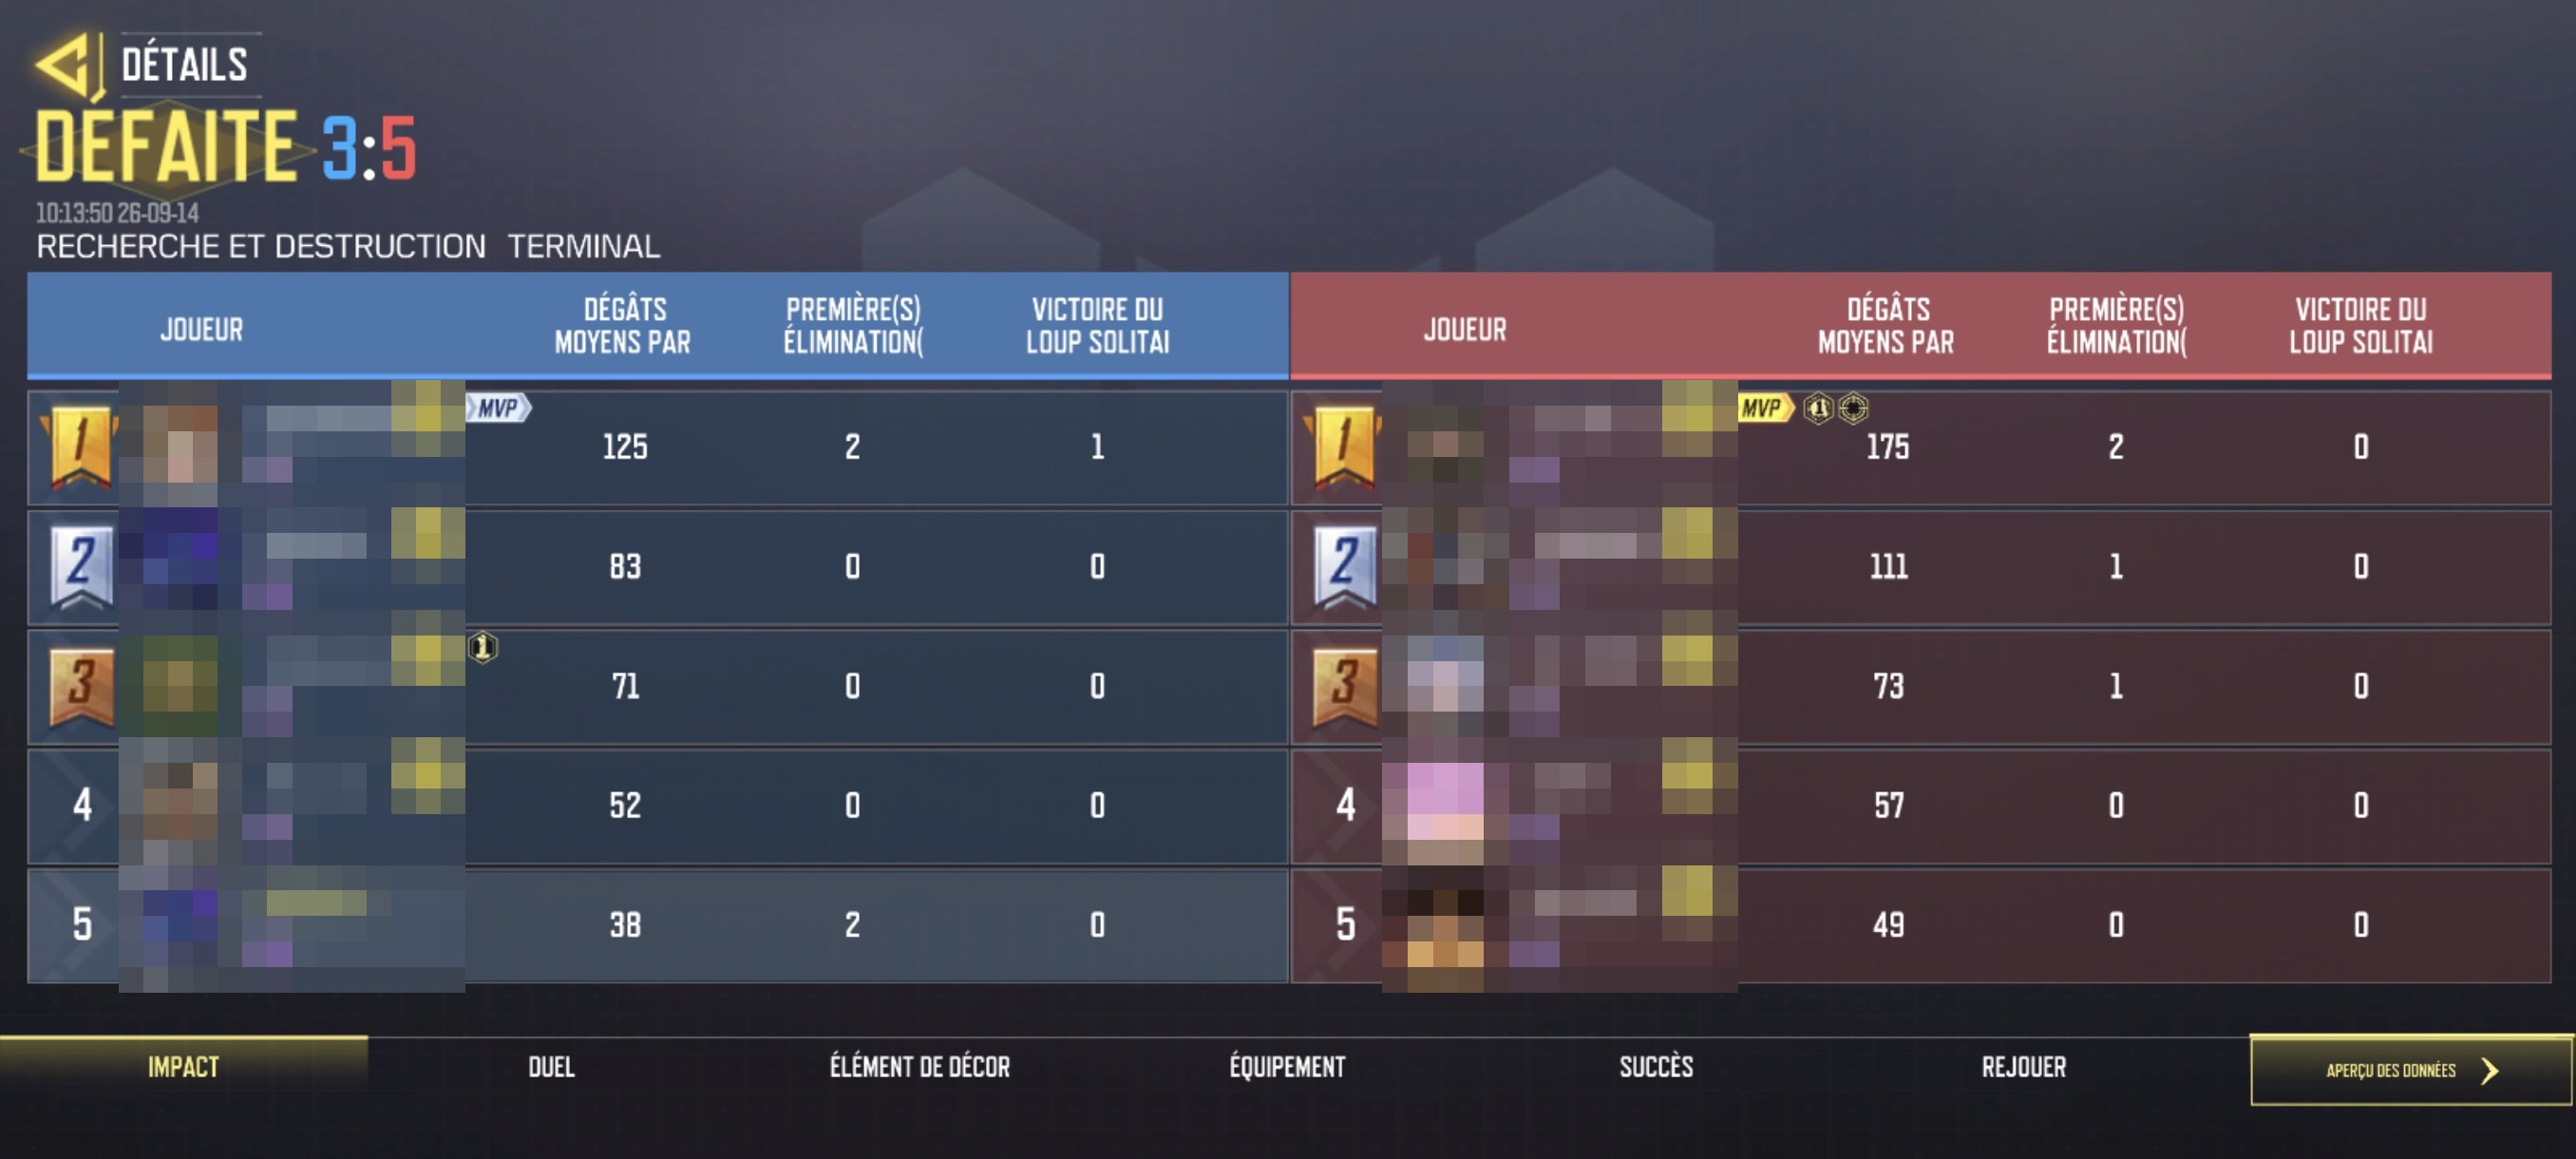 DÉTAILS
DÉFAITE 3:5
10:13:50 26-09-14
RECHERCHE ET DESTRUCTION TERMINAL
JOUEUR
DÉGÂTS
MOYENS PAR
PREMIÈRE(S)
ÉLIMINATION(
VICTOIRE DU
LOUP SOLITAI
JOUEUR
DÉGÂTS
MOYENS PAR
PREMIÈRE(S)
ÉLIMINATION(
VICTOIRE DU
LOUP SOLITAI
1 MVP 125 2 1
1 MVP 1 175 2 0
2 83 0 0
2 111 1 0
3 1 71 0 0
3 73 1 0
4 52 0 0
4 57 0 0
5 38 2 0
5 49 0 0
IMPACT
DUEL
ÉLÉMENT DE DÉCOR
ÉQUIPEMENT
SUCCÈS
REJOUER
APERÇU DES DONNÉES